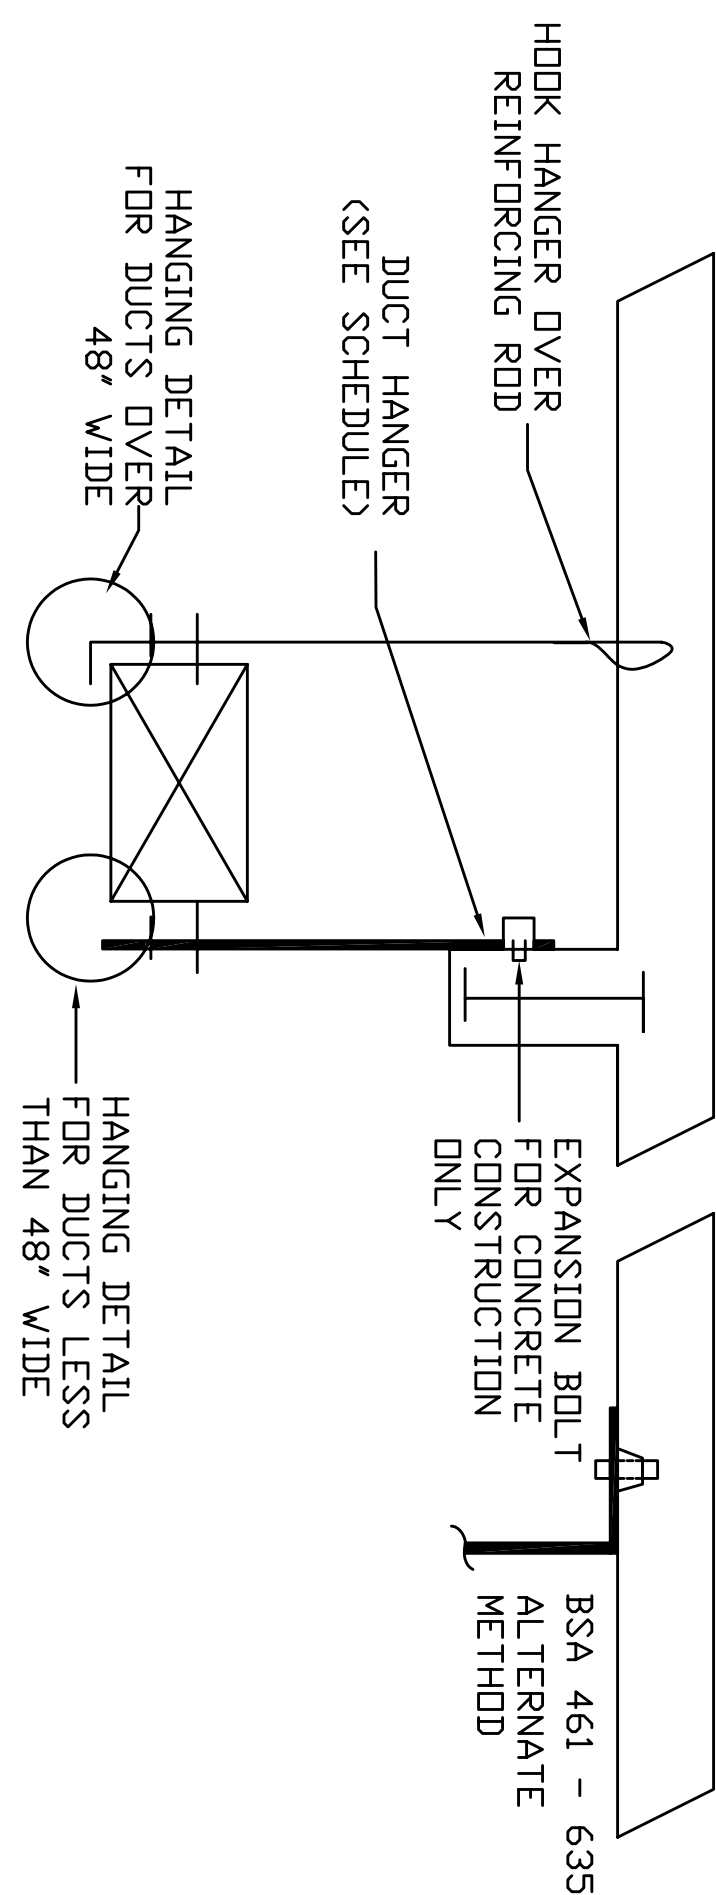 HOOK HANGER OVER
REINFORCING ROD
DUCT HANGER
(SEE SCHEDULE)
HANGING DETAIL
FOR DUCTS OVER
48" WIDE
EXPANSION BOLT
FOR CONCRETE
CONSTRUCTION
ONLY
HANGING DETAIL
FOR DUCTS LESS
THAN 48" WIDE
BSA 461 - 635
ALTERNATE
METHOD